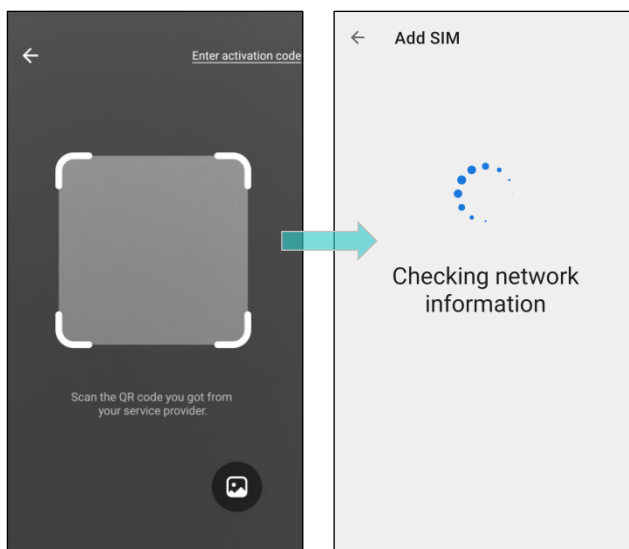 Enter activation code
Scan the QR code you got from
your service provider.
Add SIM
Checking network
information